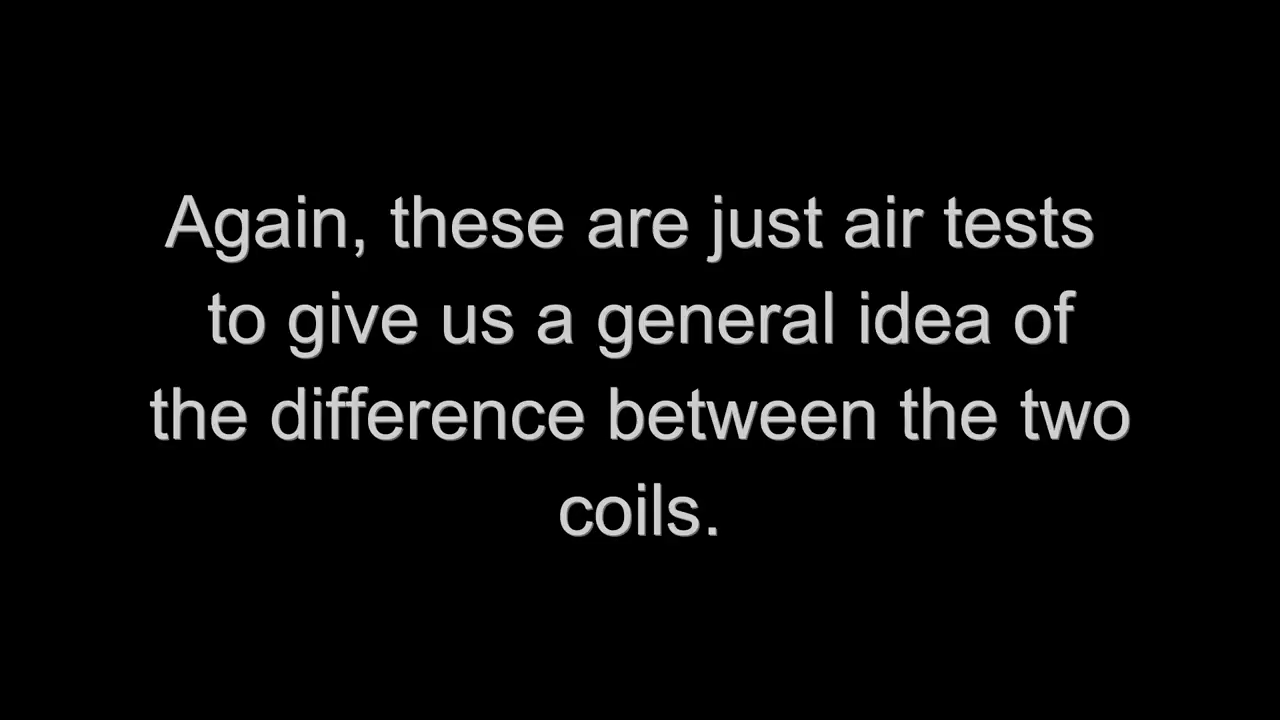 Again, these are just air tests
to give us a general idea of
the difference between the two
coils.